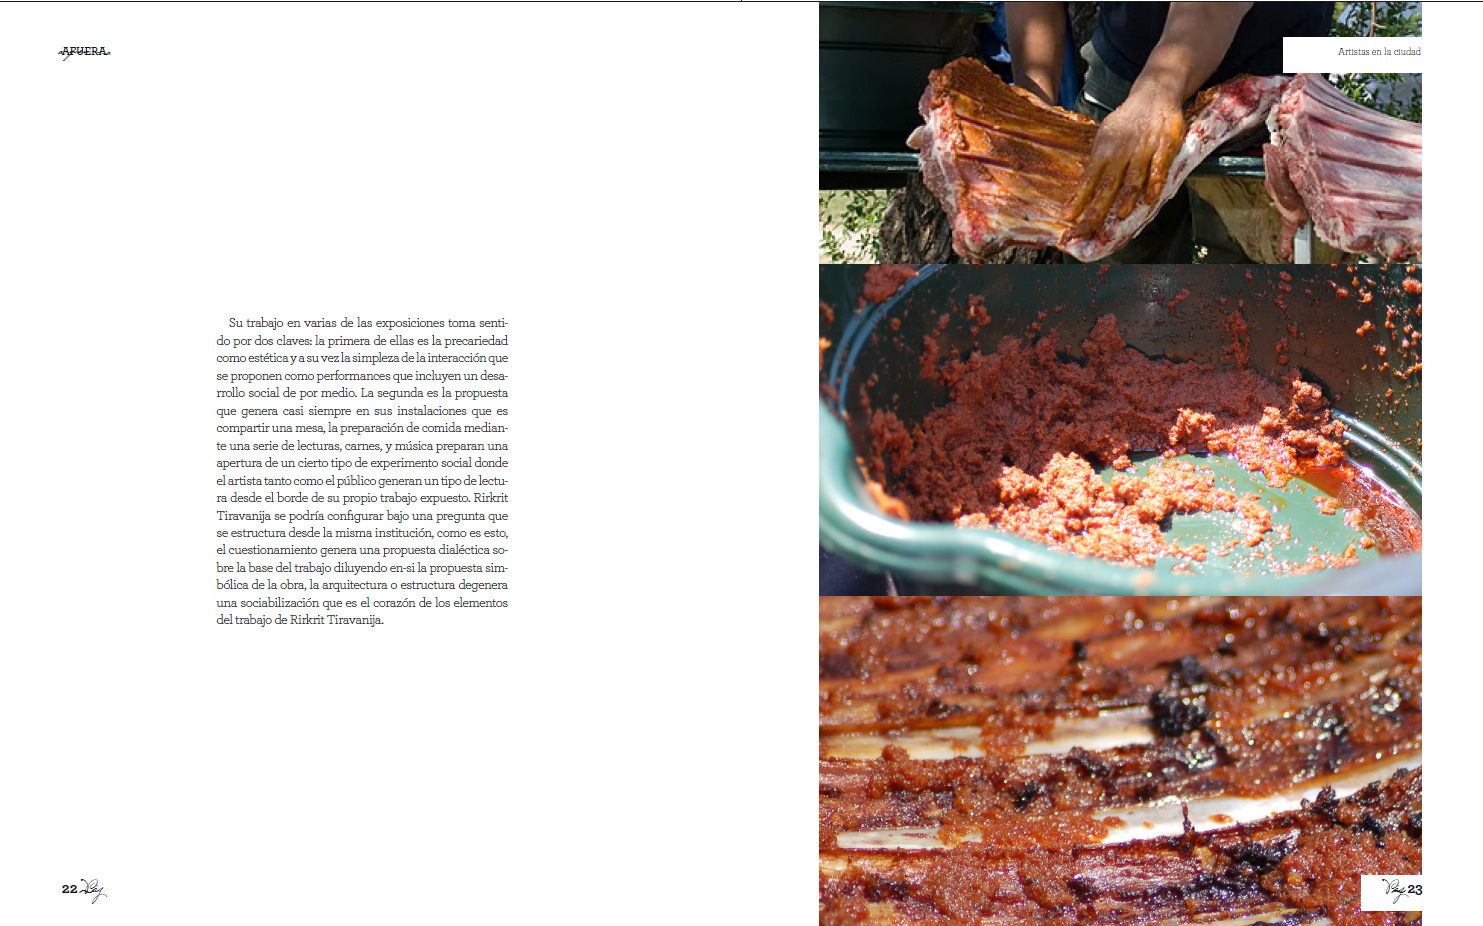 AFUERA
Artistas en la ciudad
Su trabajo en varias de las exposiciones toma senti-
do por dos claves: la primera de ellas es la precariedad
como estética y a su vez la simpleza de la interacción que
se proponen como performances que incluyen un desa-
rrollo social de por medio. La segunda es la propuesta
que genera casi siempre en sus instalaciones que es
compartir una mesa, la preparación de comida median-
te una serie de lecturas, carnes, y música preparan una
apertura de un cierto tipo de experimento social donde
el artista tanto como el público generan un tipo de lectu-
ra desde el borde de su propio trabajo expuesto. Rirkrit
Tiravanija se podría configurar bajo una pregunta que
se estructura desde la misma institución, como es esto,
el cuestionamiento genera una propuesta dialéctica so-
bre la base del trabajo diluyendo en-si la propuesta sim-
bólica de la obra, la arquitectura o estructura degenera
una sociabilización que es el corazón de los elementos
del trabajo de Rirkrit Tiravanija.
22 Pag
Pag 23